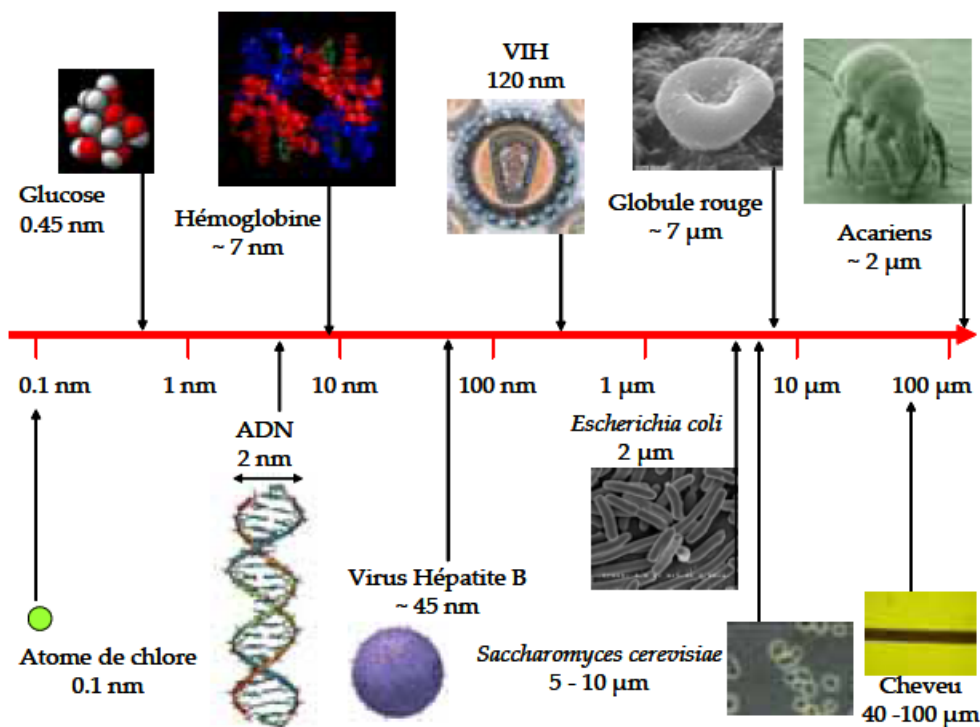 VIH
120 nm
Glucose
0.45 nm
Hémoglobine
~ 7 nm
Globule rouge
~ 7 µm
Acariens
~ 2 µm
0.1 nm
1 nm
10 nm
100 nm
1 µm
10 µm
100 µm
ADN
2 nm
Escherichia coli
2 µm
Virus Hépatite B
~ 45 nm
Atome de chlore
0.1 nm
Saccharomyces cerevisiae
5 - 10 µm
Cheveu
40 -100 µm